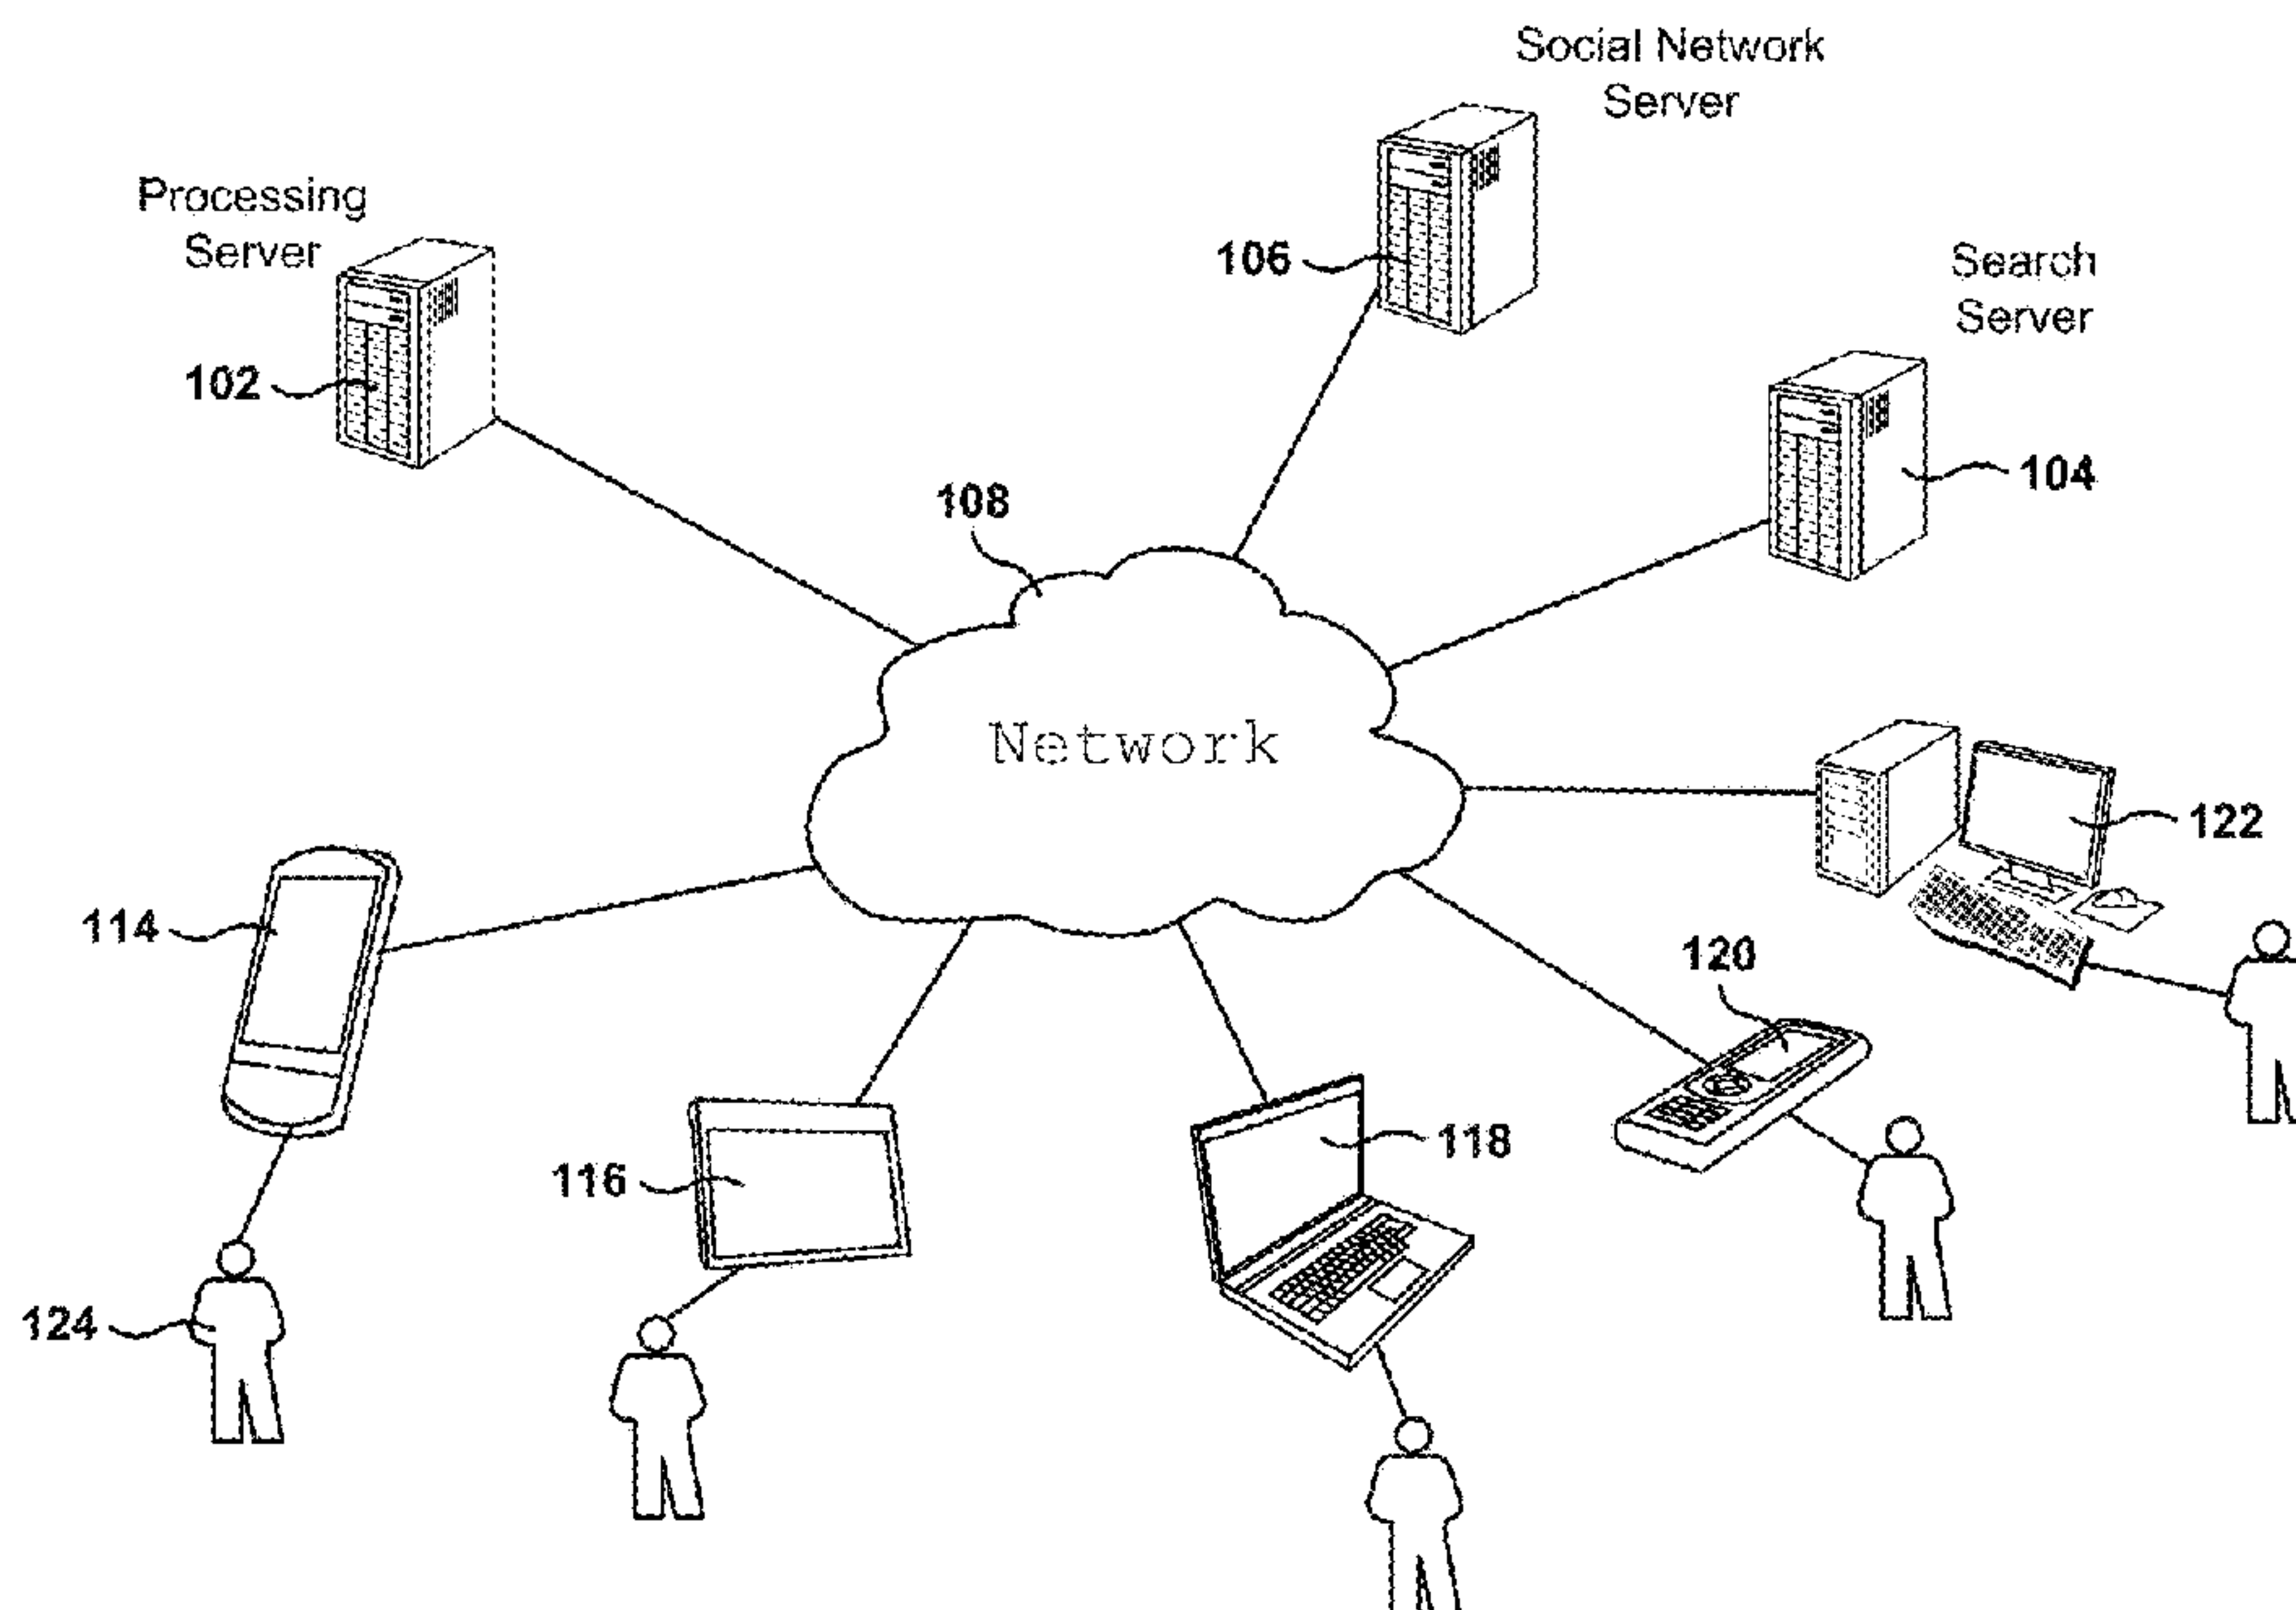 Social Network
Server
Processing
Server
106
Search
Server
102
104
108
Network
122
114
120
118
116
124